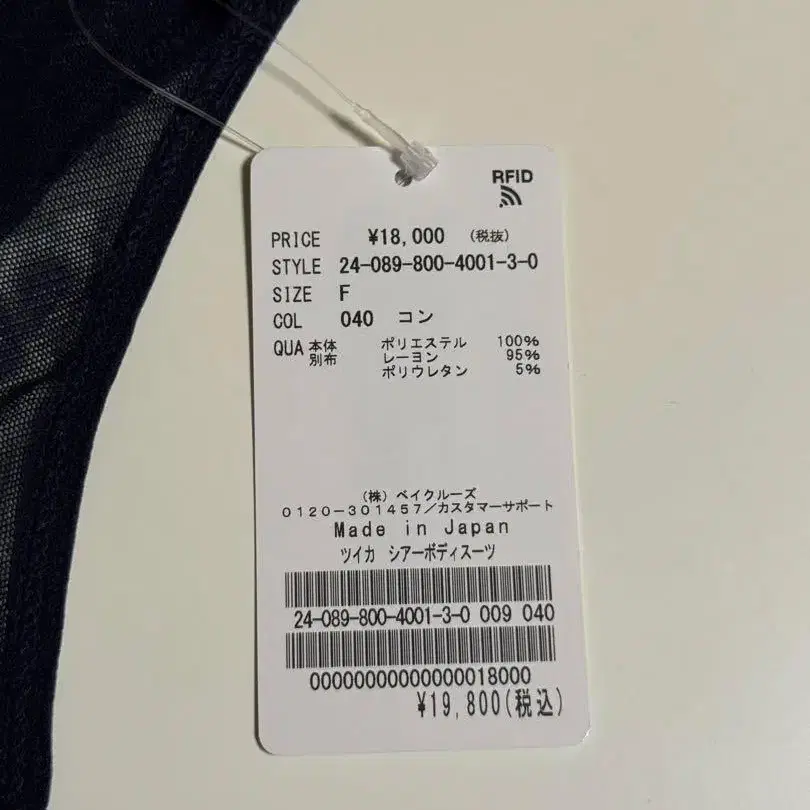 RFID
PRICE ¥18,000 (税抜)
STYLE 24-089-800-4001-3-0
SIZE F
COL 040 コン
QUA 本体 ポリエステル 100%
別布 レーヨン 95%
ポリウレタン 5%
(株)ベイクルーズ
0120-301457/カスタマーサポート
Made in Japan
ツイカ シアーボディスーツ
24-089-800-4001-3-0 009 040
00000000000000018000
¥19,800(税込)